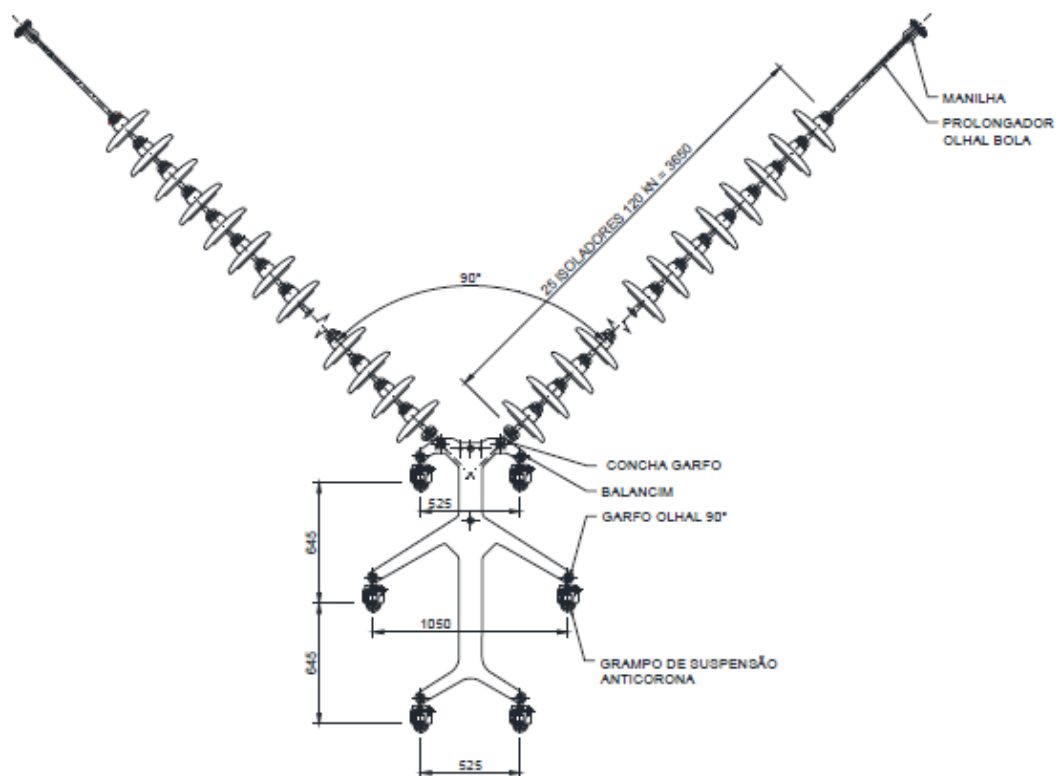 MANILHA
PROLONGADOR
OLHAL BOLA
25 ISOLADORES 120 kN = 3650
90°
CONCHA GARFO
BALANCIM
525
GARFO OLHAL 90°
645
1050
645
GRAMPO DE SUSPENSÃO
ANTICORONA
525